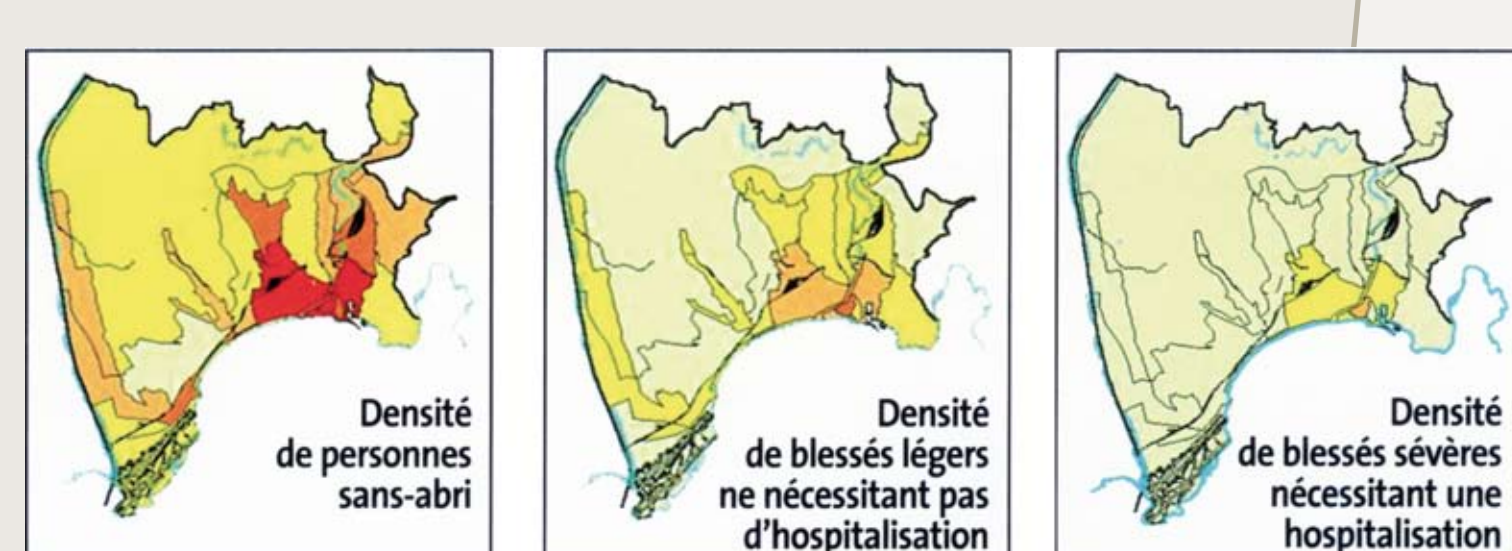 Densité
de personnes
sans-abri
Densité
de blessés légers
ne nécessitant pas
d'hospitalisation
Densité
de blessés sévères
nécessitant une
hospitalisation